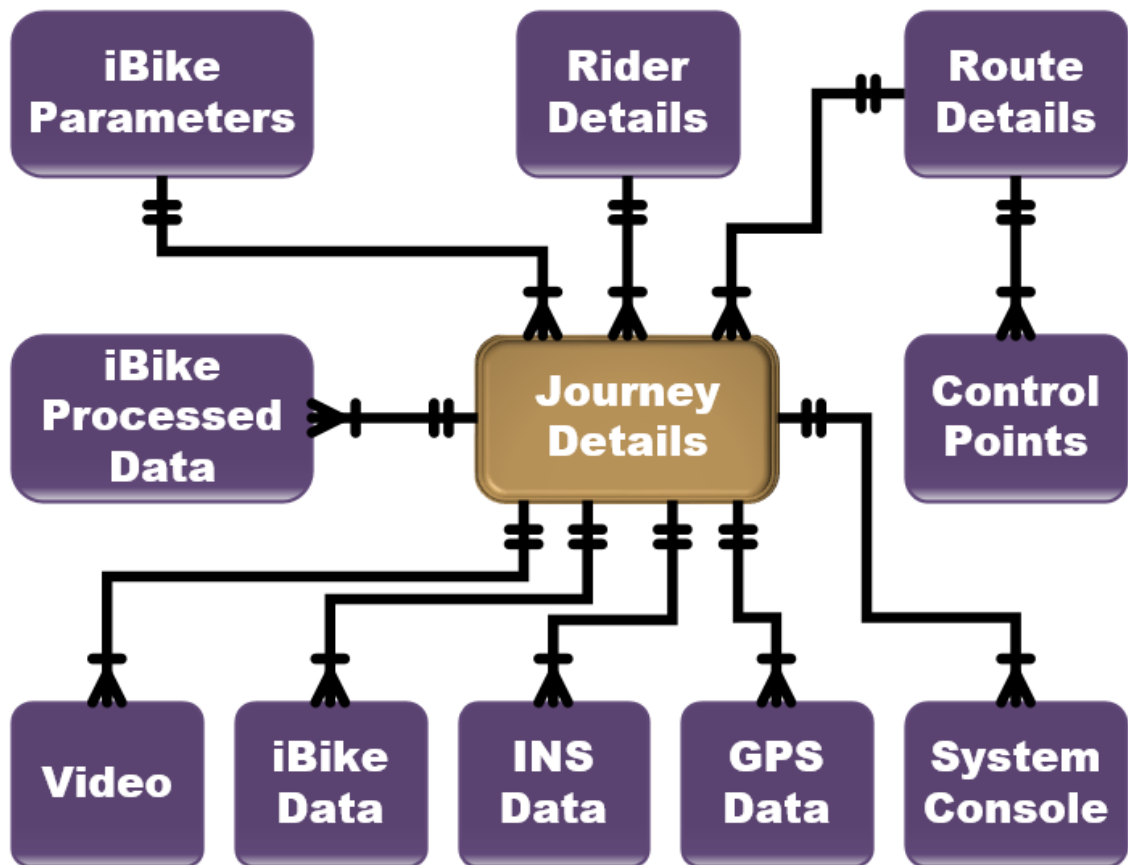 iBike
Parameters
Rider
Details
Route
Details
iBike
Processed
Data
Journey
Details
Control
Points
Video
iBike
Data
INS
Data
GPS
Data
System
Console